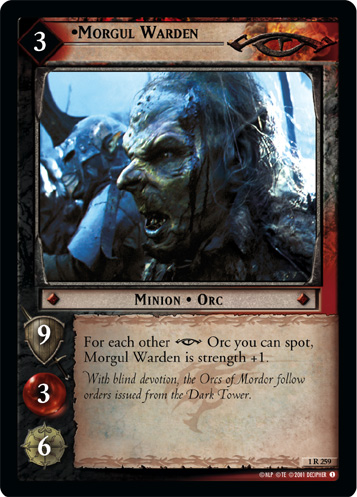 3
•Morgul Warden
Minion • Orc
9
For each other Orc you can spot,
Morgul Warden is strength +1.
3
With blind devotion, the Orcs of Mordor follow
orders issued from the Dark Tower.
6
1 R 259
©NLP ™TE ©2001 DECIPHER